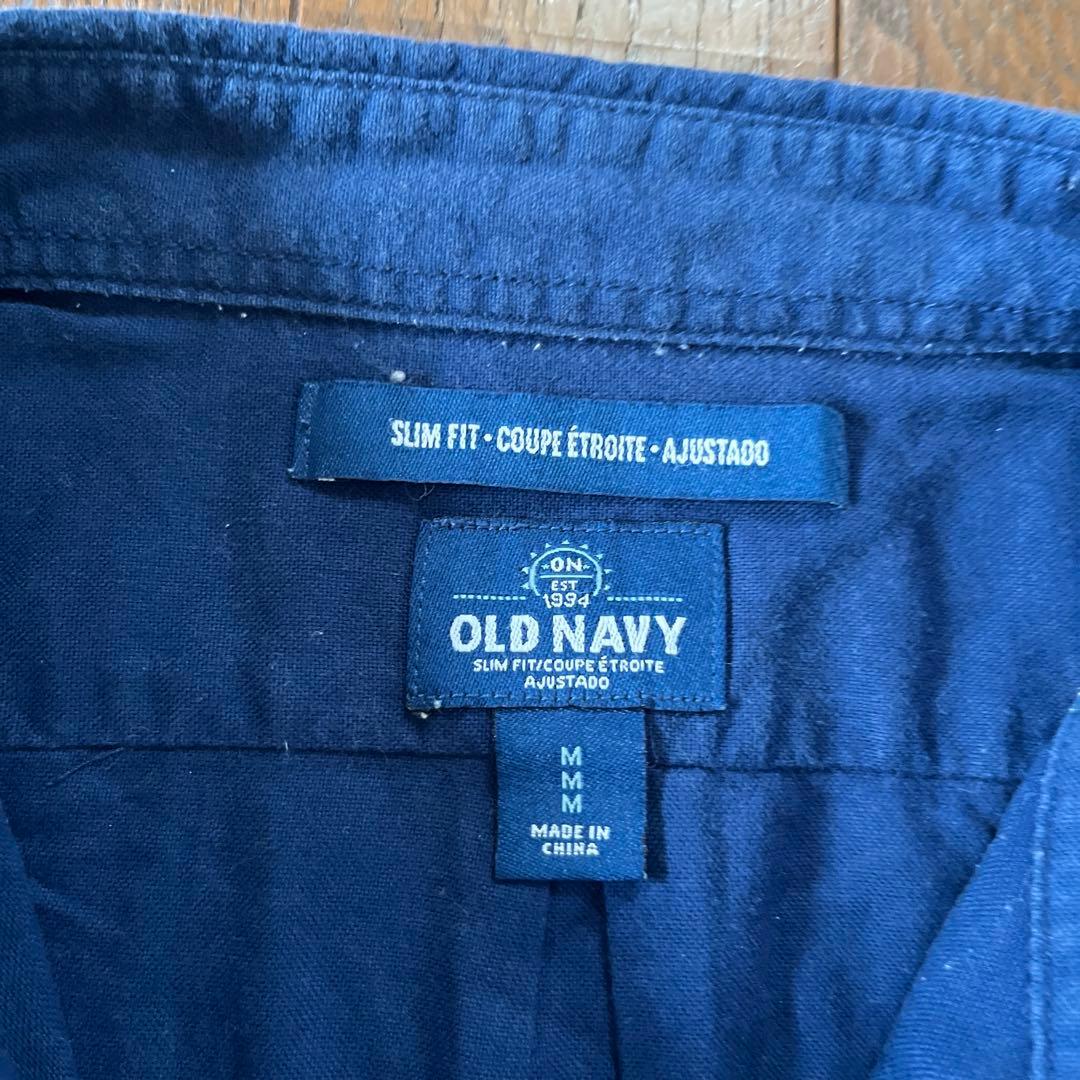 SLIM FIT • COUPE ÉTROITE • AJUSTADO
ON
EST
1994
OLD NAVY
SLIM FIT/COUPE ÉTROITE
AJUSTADO
M
M
M
MADE IN
CHINA